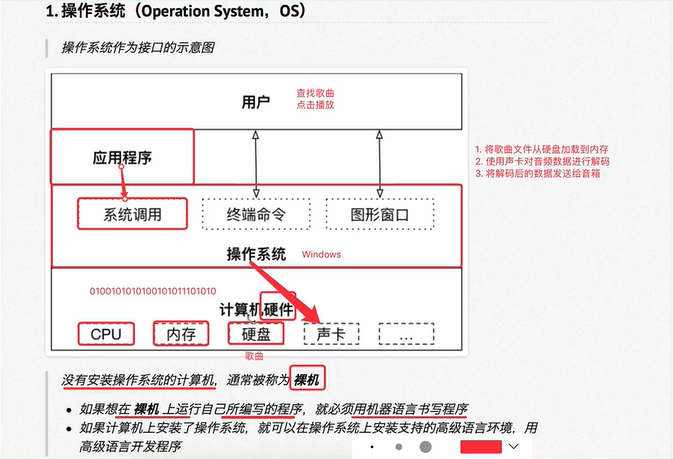 1. 操作系统（Operation System，OS）
操作系统作为接口的示意图
用户
查找歌曲
点击播放
应用程序
1. 将歌曲文件从硬盘加载到内存
2. 使用声卡对音频数据进行解码
3. 将解码后的数据发送给音箱
系统调用
终端命令
图形窗口
操作系统
Windows
0100101010100101011101010
计算机硬件
CPU
内存
硬盘
声卡
...
歌曲
没有安装操作系统的计算机，通常被称为 裸机
• 如果想在 裸机 上运行自己所编写的程序，就必须用机器语言书写程序
• 如果计算机上安装了操作系统，就可以在操作系统上安装支持的高级语言环境，用
高级语言开发程序